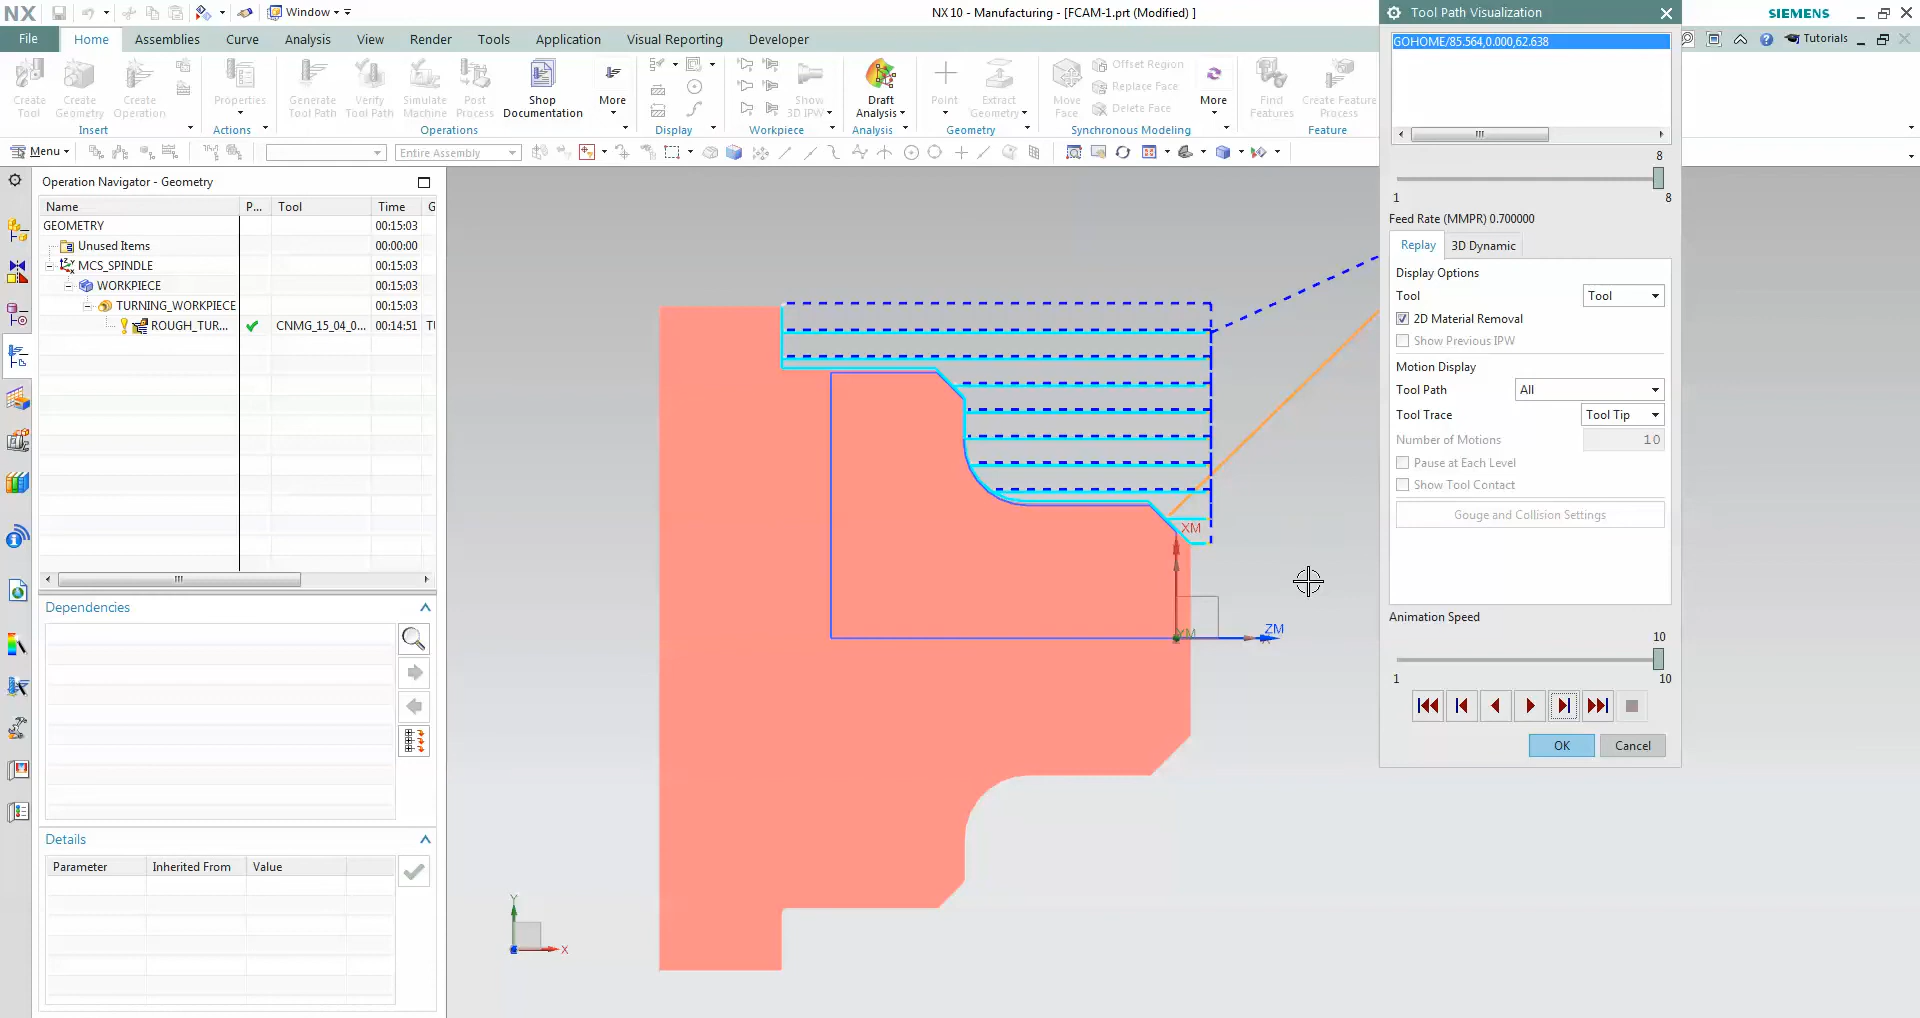 NX
Window
NX 10 - Manufacturing - [FCAM-1.prt (Modified) ]
SIEMENS
File
Home
Assemblies
Curve
Analysis
View
Render
Tools
Application
Visual Reporting
Developer
Tutorials
Create Tool
Create Geometry
Create Operation
Insert
Properties
Actions
Generate Tool Path
Verify Tool Path
Simulate Machine
Post Process
Shop Documentation
More
Operations
Display
Show 3D IPW
Workpiece
Draft Analysis
Analysis
Point
Extract Geometry
Geometry
Move Face
Offset Region
Replace Face
Delete Face
More
Synchronous Modeling
Find Features
Create Feature Process
Feature
Menu
Entire Assembly
Operation Navigator - Geometry
Name P... Tool Time G
GEOMETRY 00:15:03
Unused Items 00:00:00
MCS_SPINDLE 00:15:03
WORKPIECE 00:15:03
TURNING_WORKPIECE 00:15:03
ROUGH_TUR... CNMG_15_04_0... 00:14:51 TU
Dependencies
Details
Parameter Inherited From Value
XM
YM
ZM
Y
X
Tool Path Visualization
GOHOME/85.564,0.000,62.638
8
1 8
Feed Rate (MMPR) 0.700000
Replay 3D Dynamic
Display Options
Tool Tool
2D Material Removal
Show Previous IPW
Motion Display
Tool Path All
Tool Trace Tool Tip
Number of Motions 10
Pause at Each Level
Show Tool Contact
Gouge and Collision Settings
Animation Speed
10
1 10
OK Cancel